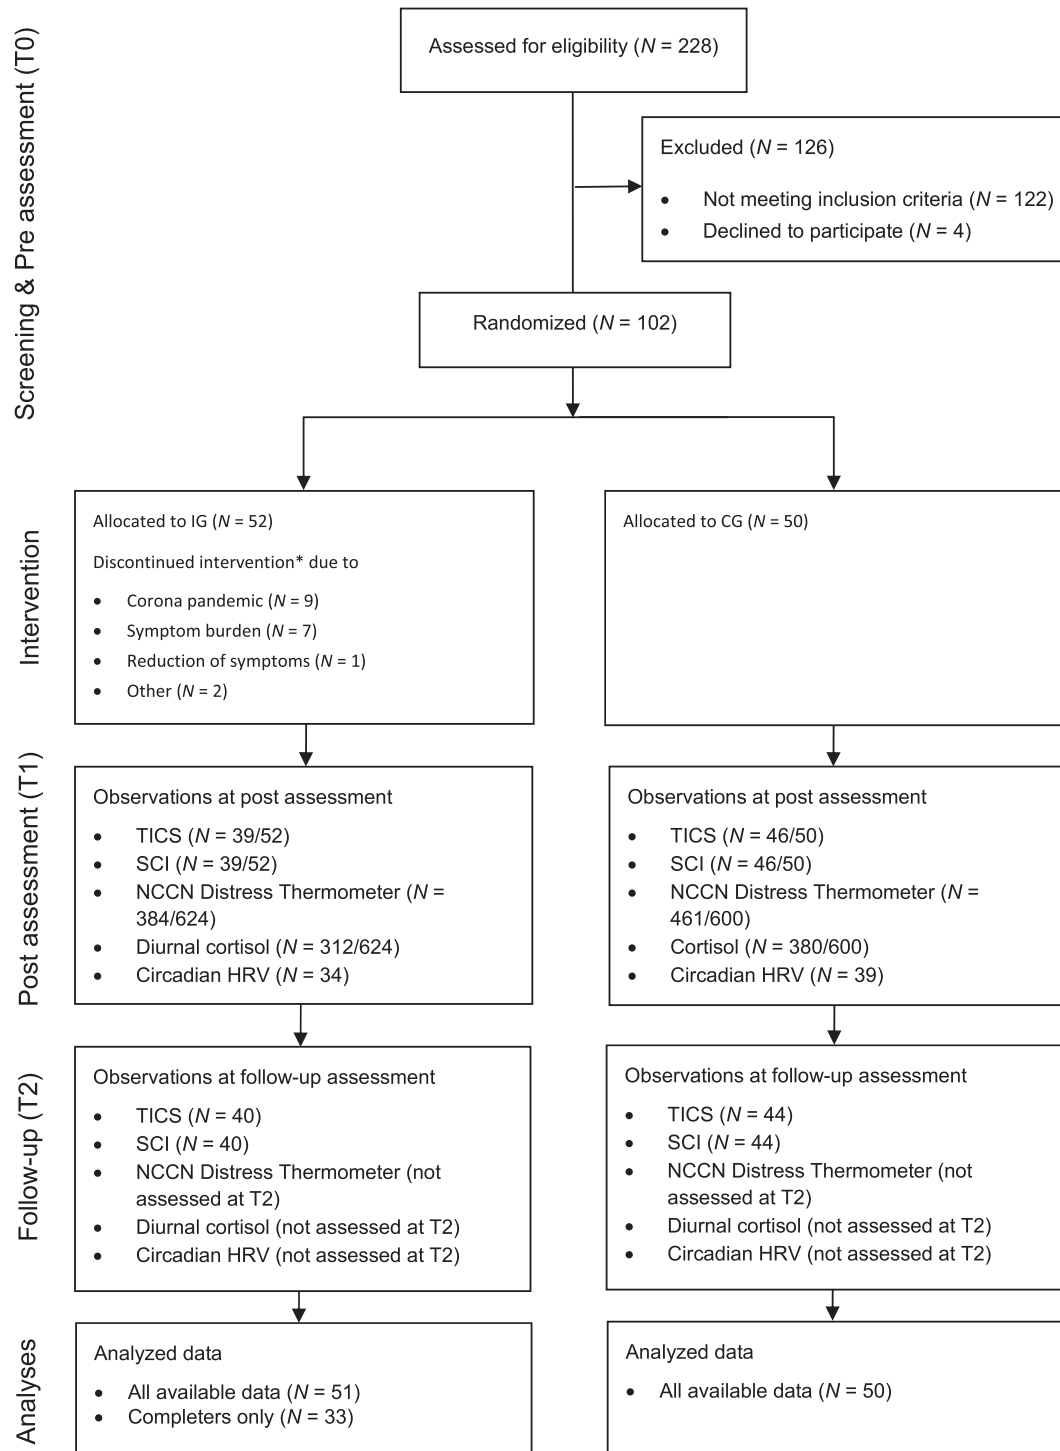 Screening & Pre assessment (T0)
Assessed for eligibility (N = 228)
Excluded (N = 126)
• Not meeting inclusion criteria (N = 122)
• Declined to participate (N = 4)
Randomized (N = 102)
Intervention
Allocated to IG (N = 52)
Discontinued intervention* due to
• Corona pandemic (N = 9)
• Symptom burden (N = 7)
• Reduction of symptoms (N = 1)
• Other (N = 2)
Allocated to CG (N = 50)
Post assessment (T1)
Observations at post assessment
• TICS (N = 39/52)
• SCI (N = 39/52)
• NCCN Distress Thermometer (N =
384/624)
• Diurnal cortisol (N = 312/624)
• Circadian HRV (N = 34)
Observations at post assessment
• TICS (N = 46/50)
• SCI (N = 46/50)
• NCCN Distress Thermometer (N =
461/600)
• Cortisol (N = 380/600)
• Circadian HRV (N = 39)
Follow-up (T2)
Observations at follow-up assessment
• TICS (N = 40)
• SCI (N = 40)
• NCCN Distress Thermometer (not
assessed at T2)
• Diurnal cortisol (not assessed at T2)
• Circadian HRV (not assessed at T2)
Observations at follow-up assessment
• TICS (N = 44)
• SCI (N = 44)
• NCCN Distress Thermometer (not
assessed at T2)
• Diurnal cortisol (not assessed at T2)
• Circadian HRV (not assessed at T2)
Analyses
Analyzed data
• All available data (N = 51)
• Completers only (N = 33)
Analyzed data
• All available data (N = 50)